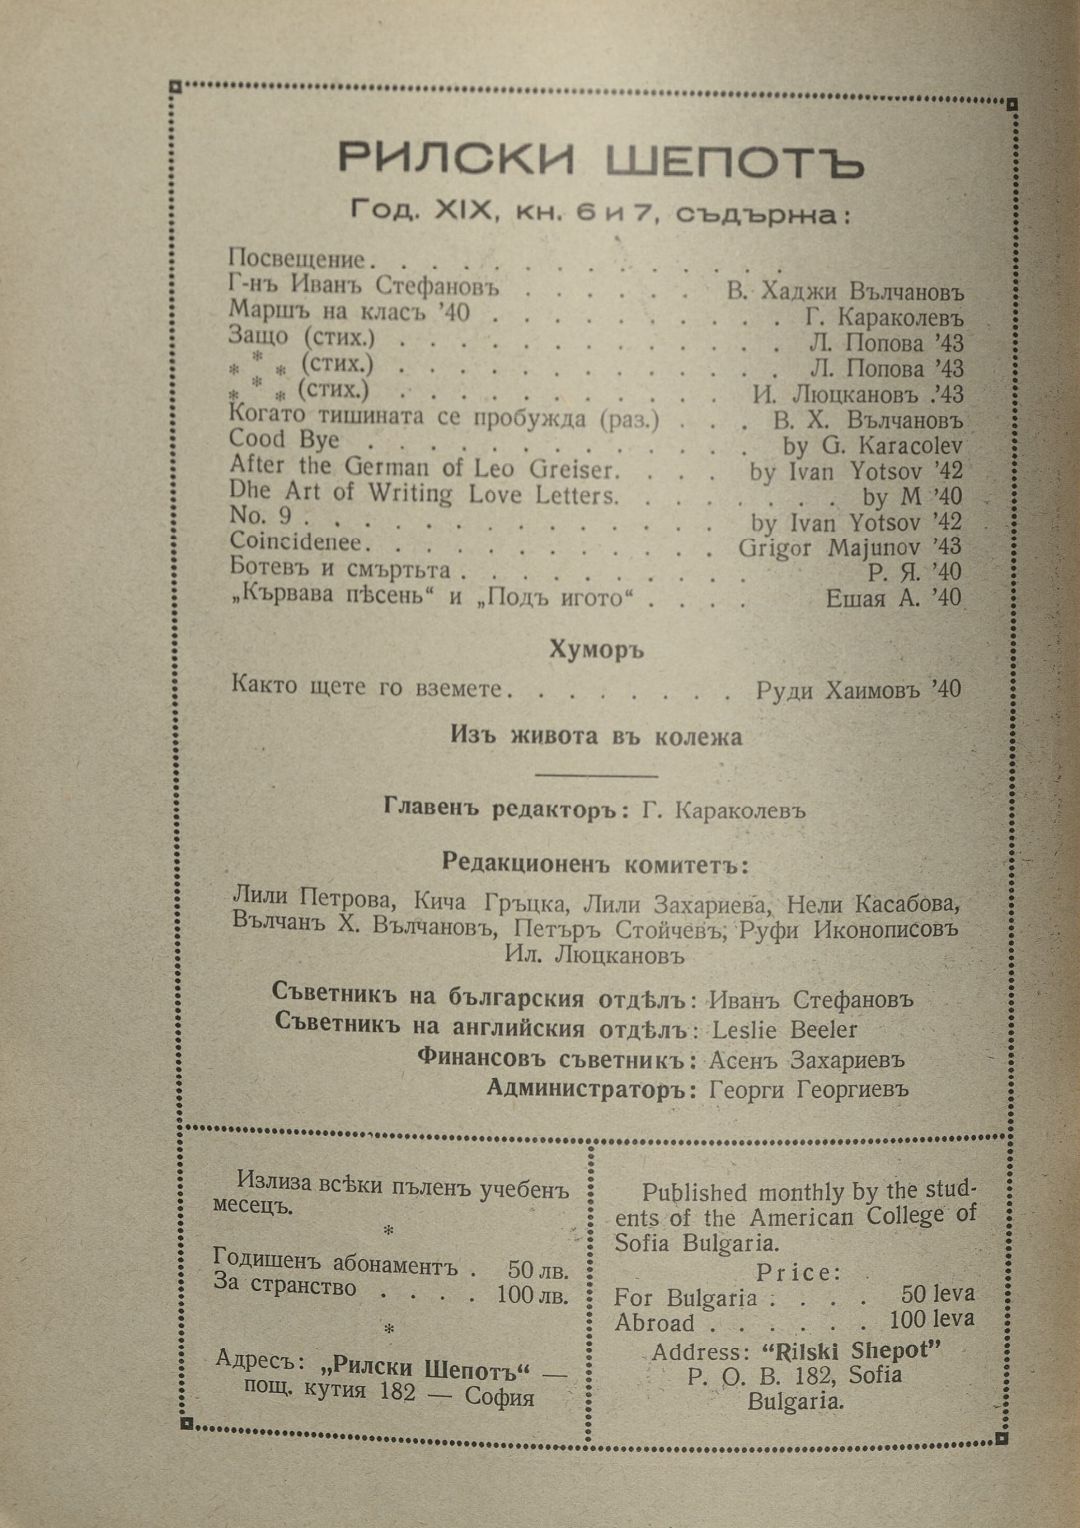 РИЛСКИ ШЕПОТЪ
Год. XIX, кн. 6 и 7, съдържа:
Посвещение. . . . . . . . . . . . .
Г-нъ Иванъ Стефановъ . . . . . . В. Хаджи Вълчановъ
Маршъ на класъ ’40 . . . . . . . . . . Г. Караколевъ
Защо (стих.) . . . . . . . . . . . . . Л. Попова ’43
* * * (стих.) . . . . . . . . . . . . . Л. Попова ’43
* * * (стих.) . . . . . . . . . . . И. Люцкановъ .’43
Когато тишината се пробужда (раз.) . . . В. Х. Вълчановъ
Cood Bye . . . . . . . . . . . . . by G. Karacolev
After the German of Leo Greiser. . . . by Ivan Yotsov ’42
Dhe Art of Writing Love Letters. . . . . . . . by M ’40
No. 9 . . . . . . . . . . . . . . by Ivan Yotsov ’42
Coincidenee. . . . . . . . . . . . Grigor Majunov ’43
Ботевъ и смъртьта . . . . . . . . . . Р. Я. ’40
„Кървава пѣсень“ и „Подъ игото“ . . . . Ешая А. ’40
Хуморъ
Както щете го вземете. . . . . . . . Руди Хаимовъ ’40
Изъ живота въ колежа
Главенъ редакторъ: Г. Караколевъ
Редакционенъ комитетъ:
Лили Петрова, Кича Гръцка, Лили Захариева, Нели Касабова,
Вълчанъ Х. Вълчановъ, Петъръ Стойчевъ, Руфи Иконописовъ
Ил. Люцкановъ
Съветникъ на българския отдѣлъ: Иванъ Стефановъ
Съветникъ на английския отдѣлъ: Leslie Beeler
Финансовъ съветникъ: Асенъ Захариевъ
Администраторъ: Георги Георгиевъ
Излиза всѣки пъленъ учебенъ
месецъ.
*
Годишенъ абонаментъ . 50 лв.
За странство . . . . 100 лв.
*
Адресъ: „Рилски Шепотъ“ —
пощ. кутия 182 — София
Published monthly by the stud-
ents of the American College of
Sofia Bulgaria.
Price:
For Bulgaria : . . . 50 leva
Abroad . . . . . . 100 leva
Address: “Rilski Shepot”
P. O. B. 182, Sofia
Bulgaria.